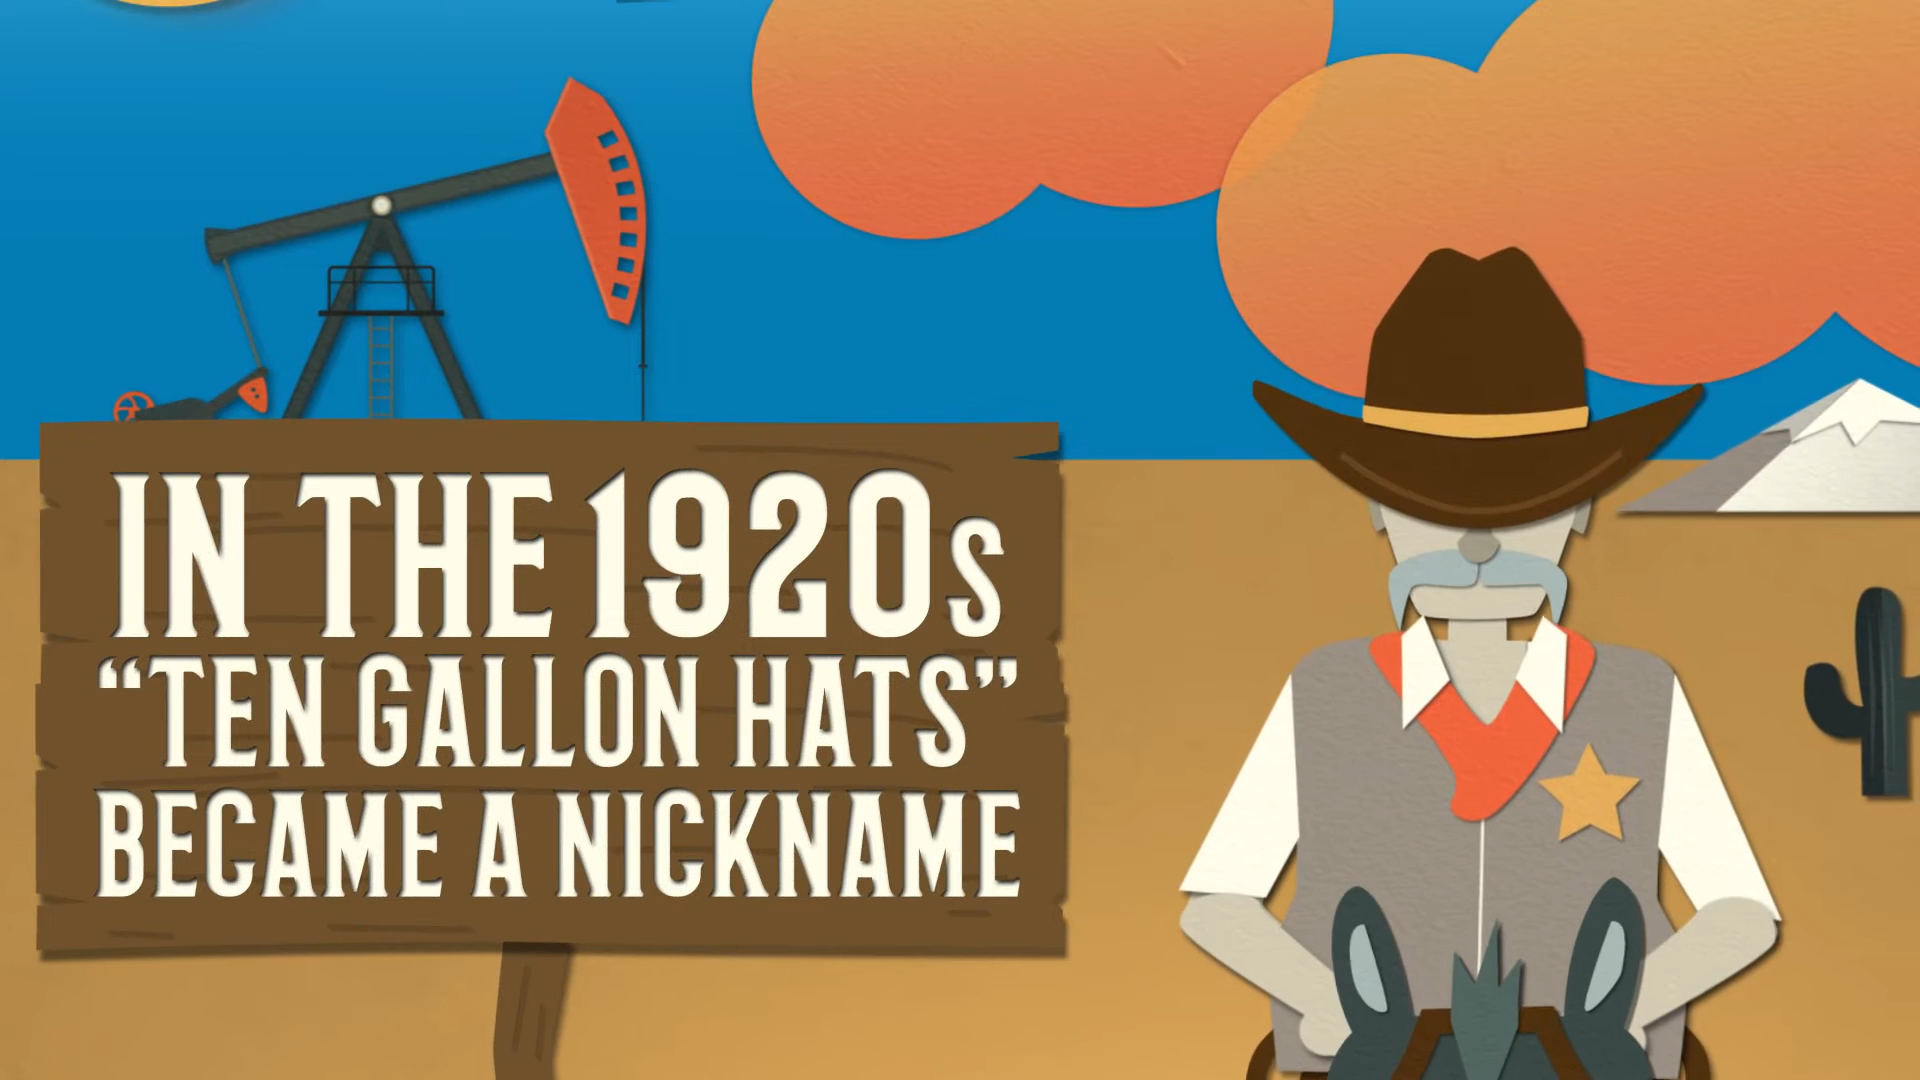 IN THE 1920s
“TEN GALLON HATS”
BECAME A NICKNAME